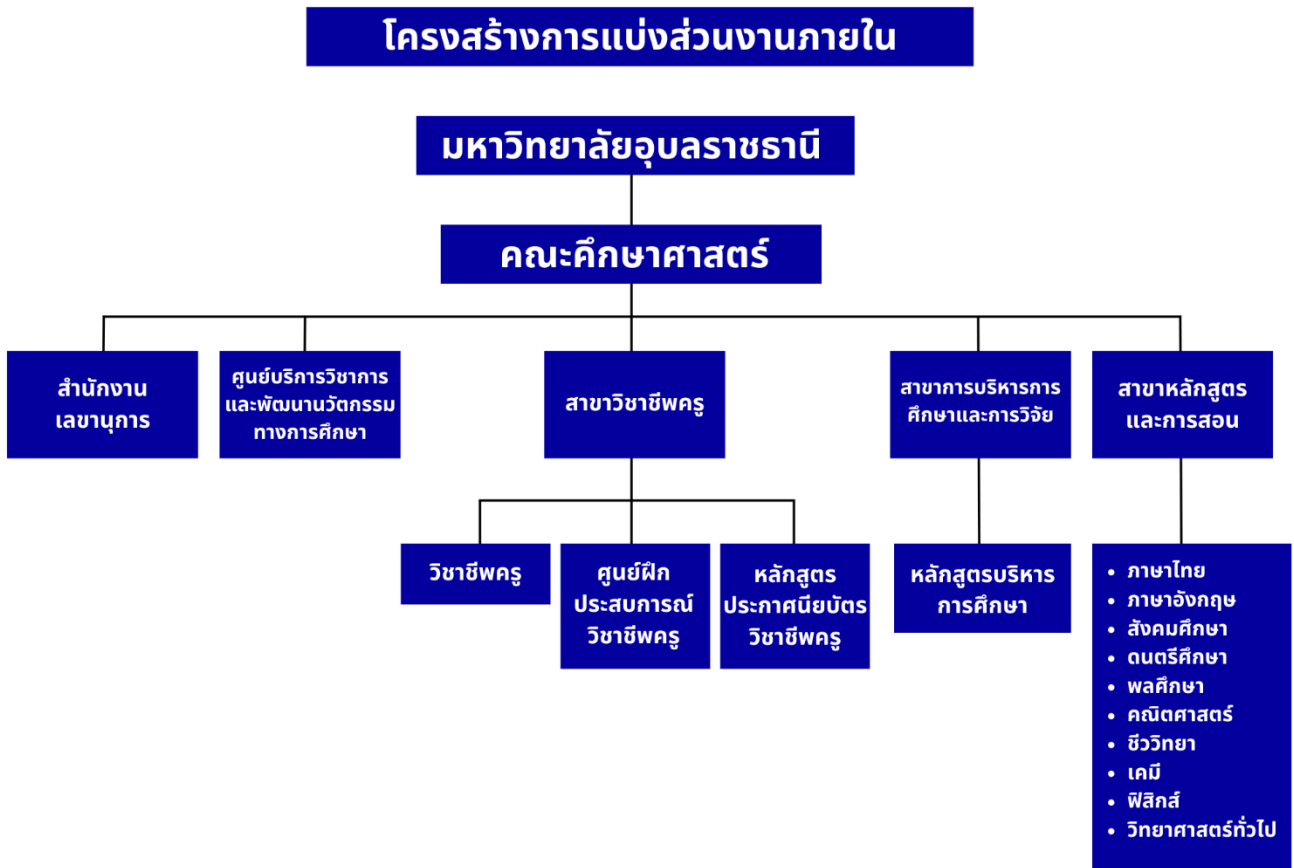 โครงสร้างการแบ่งส่วนงานภายใน
มหาวิทยาลัยอุบลราชธานี
คณะคึกษาศาสตร์
สำนักงาน
เลขานุการ
ศูนย์บริการวิชาการ
และพัฒนานวัตกรรม
ทางการศึกษา
สาขาวิชาชีพครู
สาขาการบริหารการ
ศึกษาและการวิจัย
สาขาหลักสูตร
และการสอน
วิชาชีพครู
ศูนย์ฝึก
ประสบการณ์
วิชาชีพครู
หลักสูตร
ประกาศนียบัตร
วิชาชีพครู
หลักสูตรบริหาร
การศึกษา
• ภาษาไทย
• ภาษาอังกฤษ
• สังคมศึกษา
• ดนตรีศึกษา
• พลศึกษา
• คณิตศาสตร์
• ชีววิทยา
• เคมี
• ฟิสิกส์
• วิทยาศาสตร์ทั่วไป